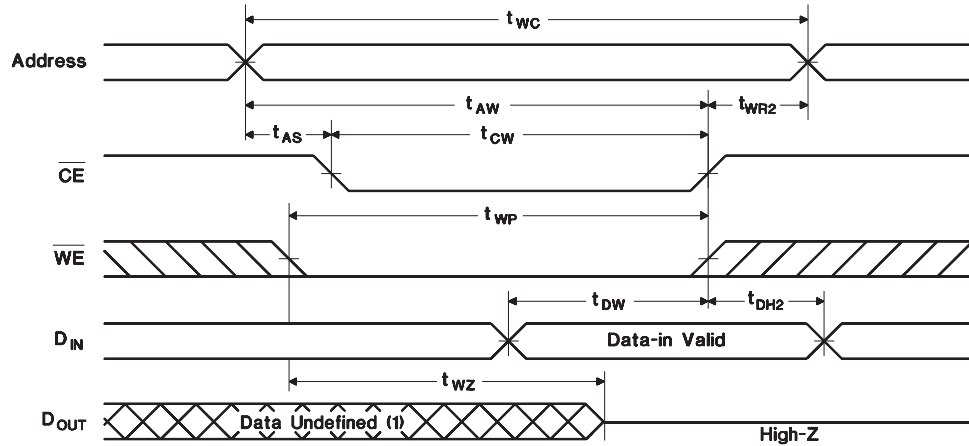 tWC
Address
tAW
tWR2
tAS
tCW
CE
tWP
WE
tDW
tDH2
DIN
Data-in Valid
tWZ
DOUT
Data Undefined (1)
High-Z